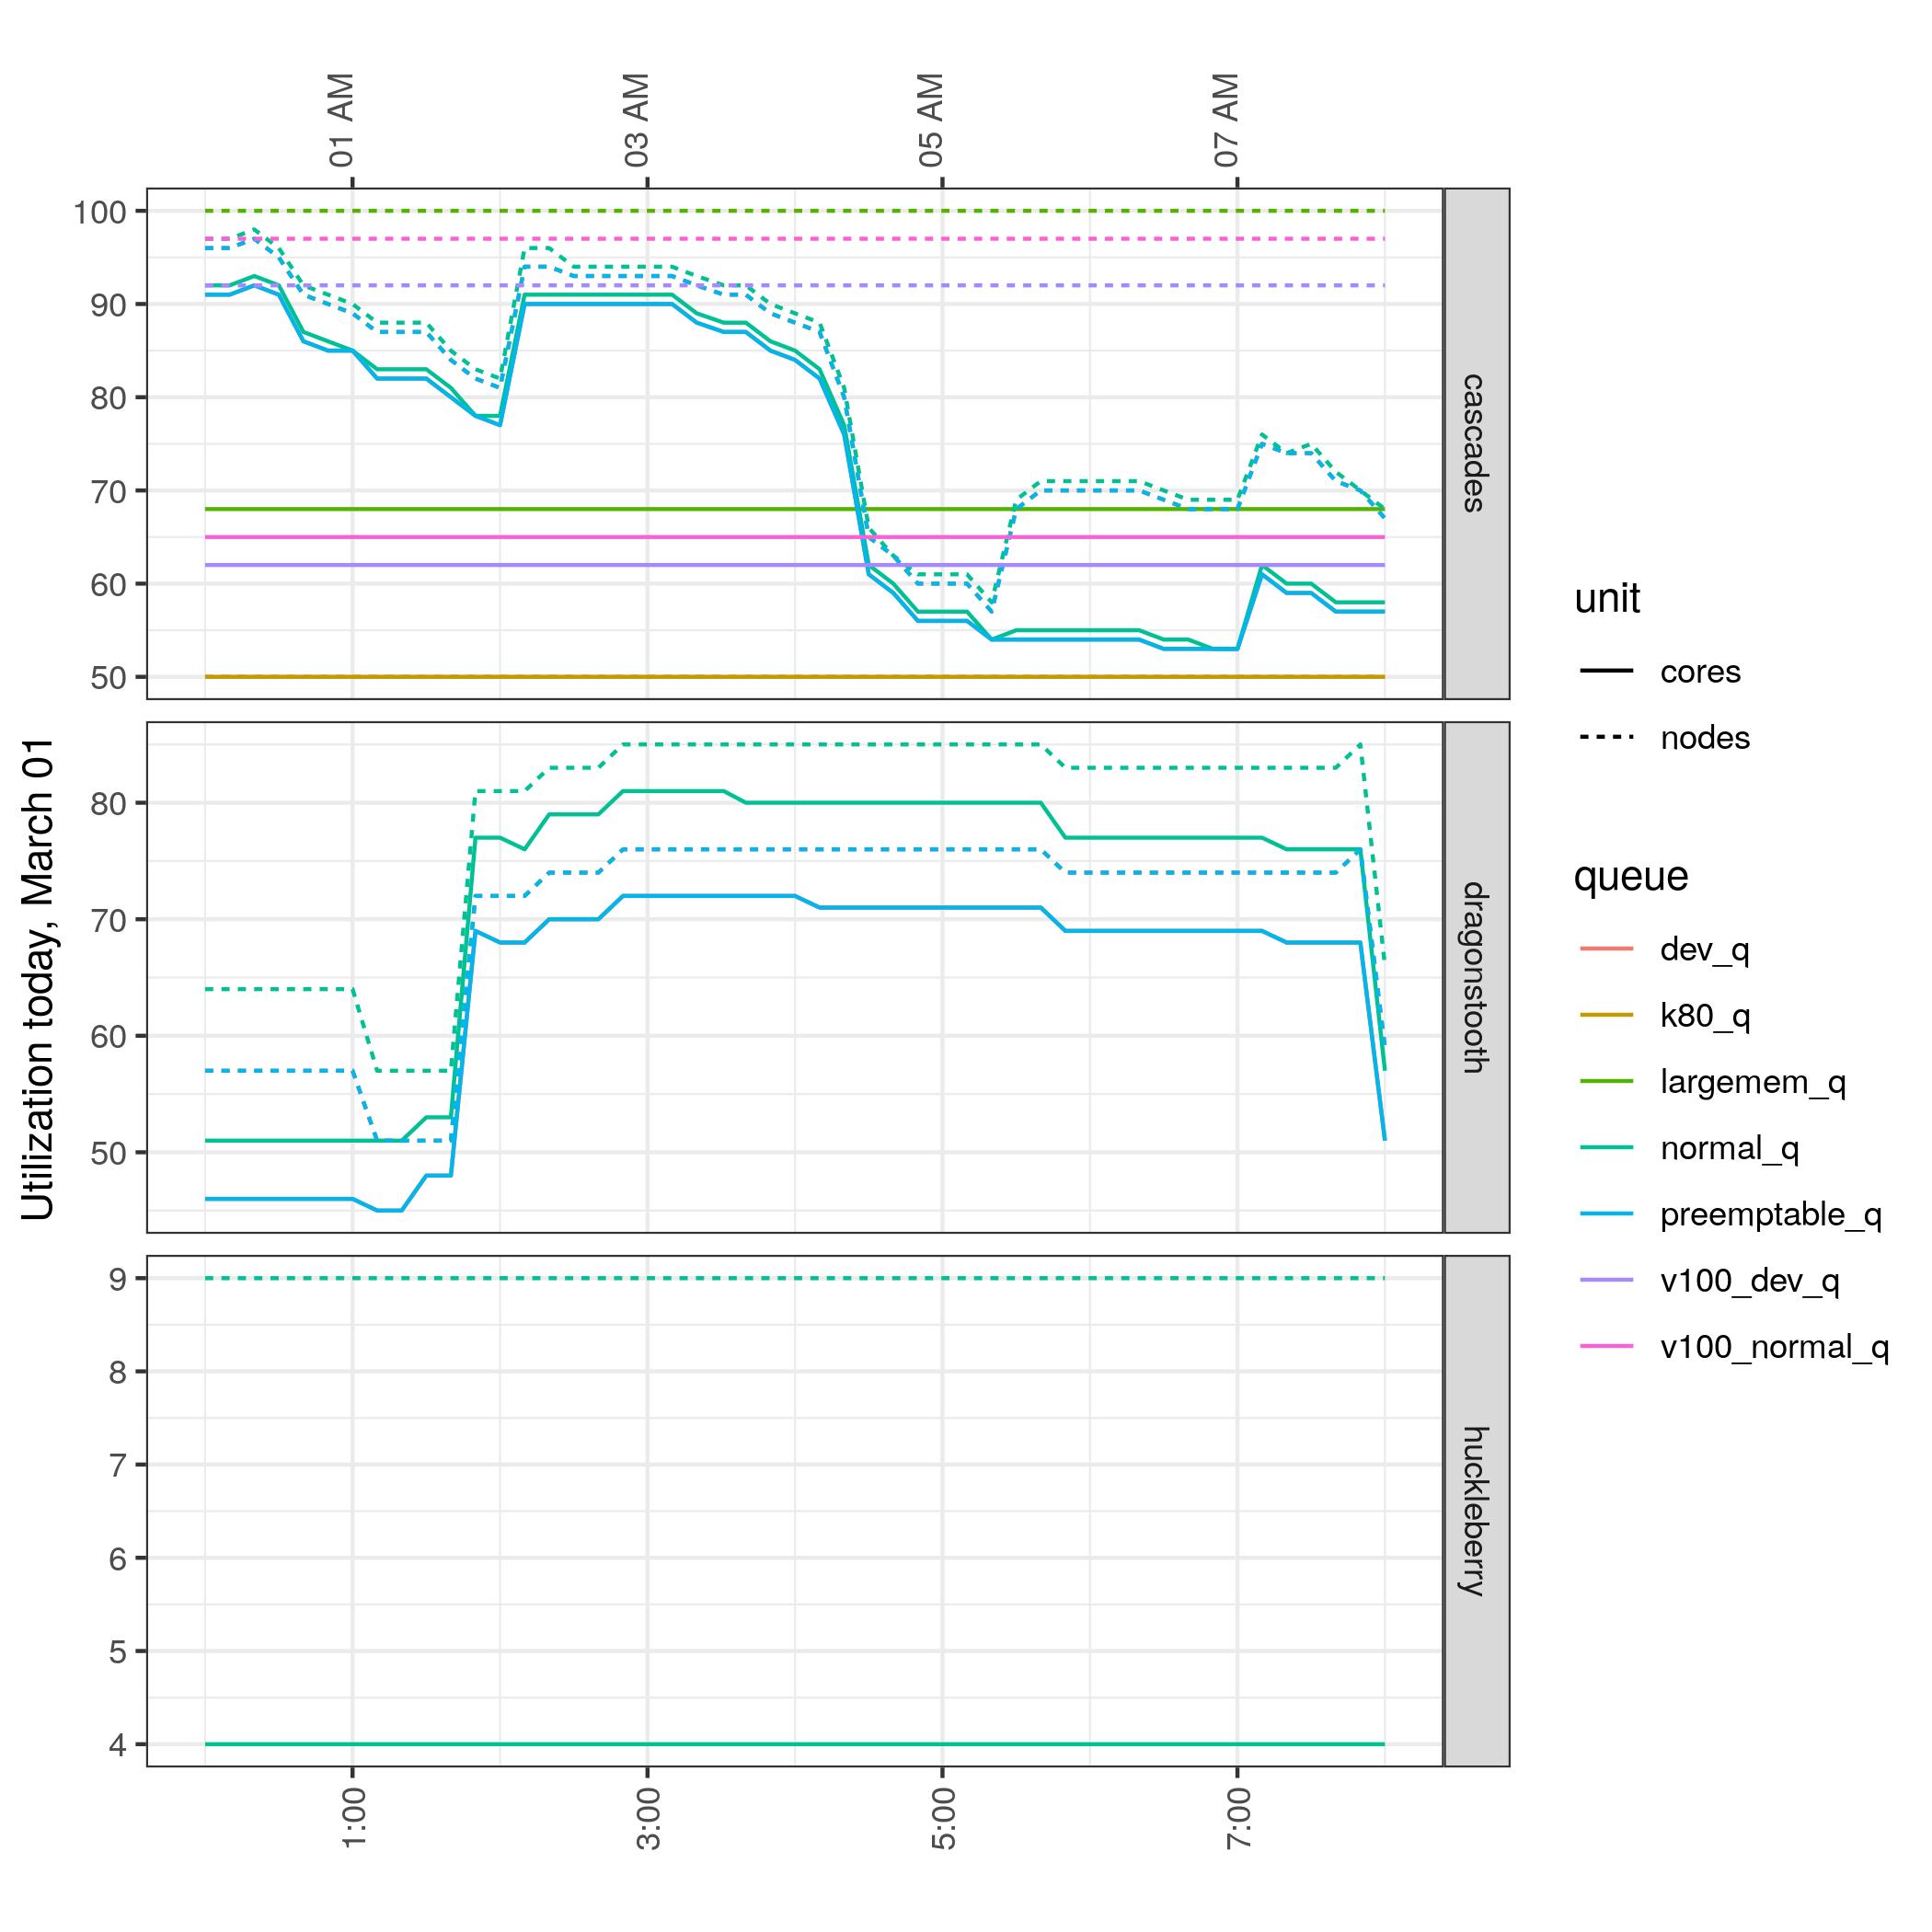 01 AM
03 AM
05 AM
07 AM
100
90
80
70
60
50
cascades
Utilization today, March 01
80
70
60
50
dragonstooth
9
8
7
6
5
4
huckleberry
1:00
3:00
5:00
7:00
unit
cores
nodes
queue
dev_q
k80_q
largemem_q
normal_q
preemptable_q
v100_dev_q
v100_normal_q